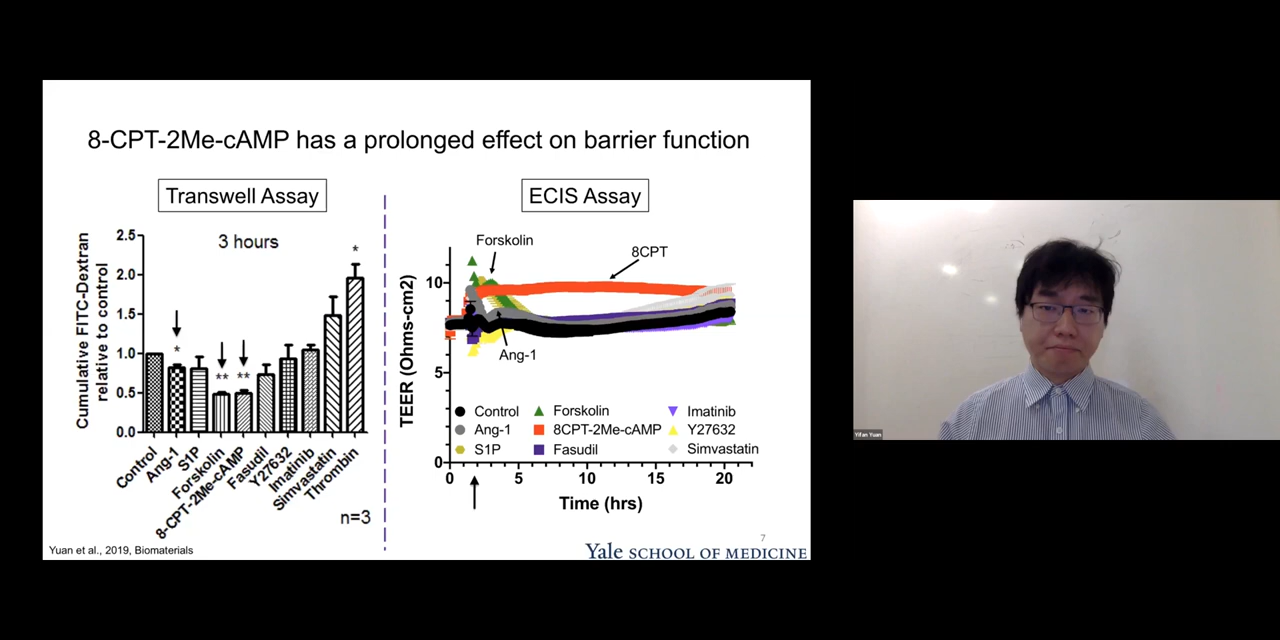 8-CPT-2Me-cAMP has a prolonged effect on barrier function
Transwell Assay
3 hours
Cumulative FITC-Dextran
relative to control
2.5
2.0
1.5
1.0
0.5
0.0
*
**
**
*
Control
Ang-1
S1P
Forskolin
8-CPT-2Me-cAMP
Fasudil
Y27632
Imatinib
Simvastatin
Thrombin
n=3
ECIS Assay
TEER (Ohms-cm2)
10
5
0
Forskolin
8CPT
Ang-1
Control
Forskolin
Imatinib
Ang-1
8CPT-2Me-cAMP
Y27632
S1P
Fasudil
Simvastatin
0 5 10 15 20
Time (hrs)
Yuan et al., 2019, Biomaterials
7
Yale SCHOOL OF MEDICINE
Yifan Yuan